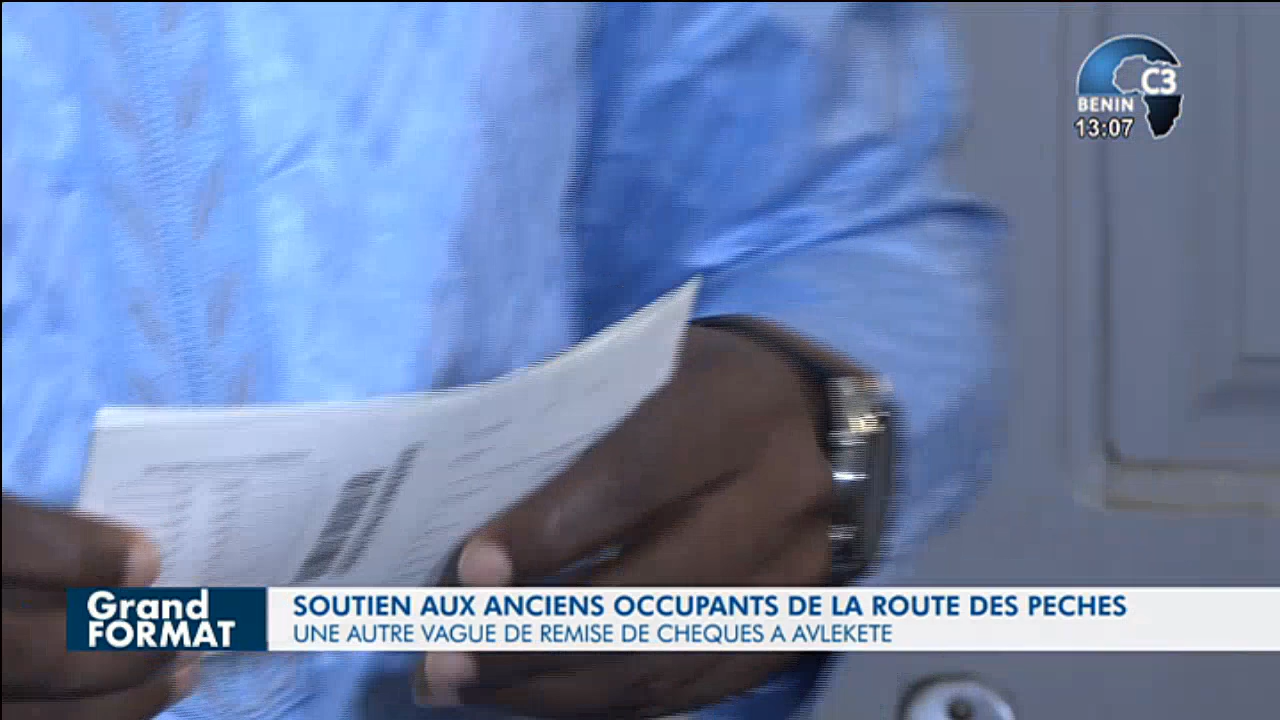 C3
BENIN
13:07
Grand
FORMAT
SOUTIEN AUX ANCIENS OCCUPANTS DE LA ROUTE DES PECHES
UNE AUTRE VAGUE DE REMISE DE CHEQUES A AVLEKETE